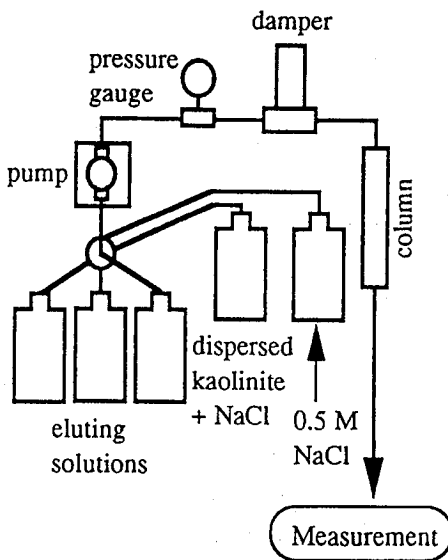 damper
pressure
gauge
pump
column
dispersed
kaolinite
+ NaCl
0.5 M
NaCl
eluting
solutions
Measurement